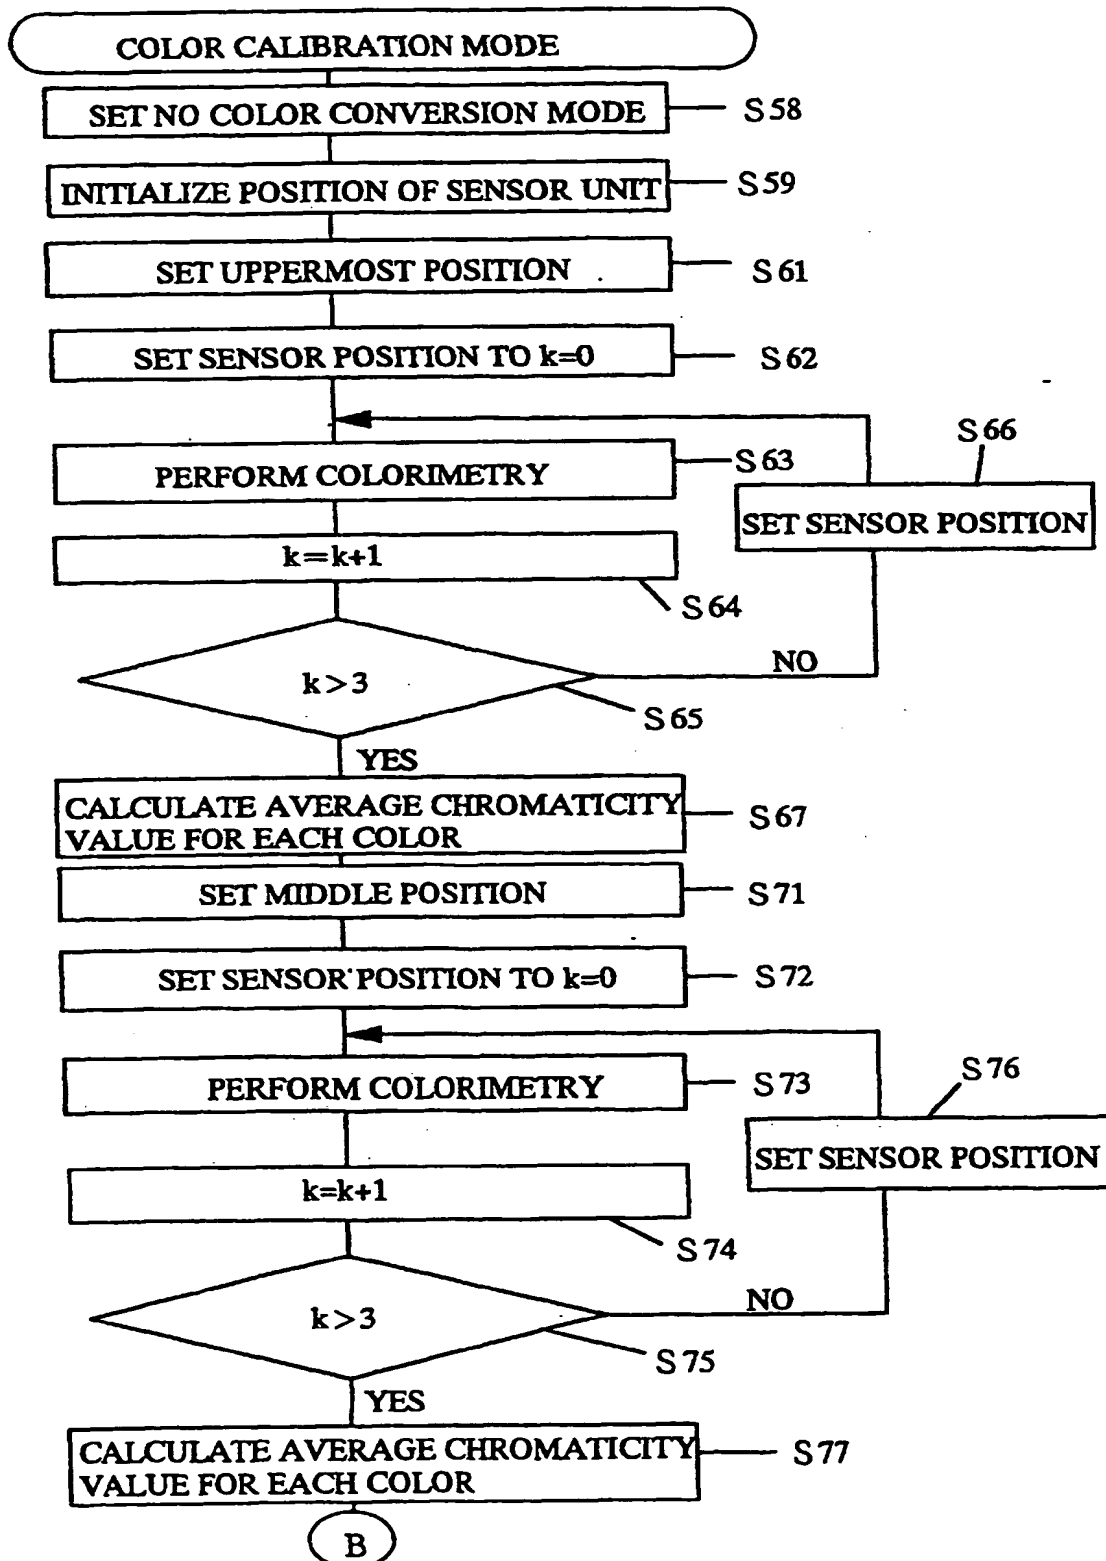 COLOR CALIBRATION MODE
SET NO COLOR CONVERSION MODE
S58
INITIALIZE POSITION OF SENSOR UNIT
S59
SET UPPERMOST POSITION
S61
SET SENSOR POSITION TO k=0
S62
S66
PERFORM COLORIMETRY
S63
SET SENSOR POSITION
k=k+1
S64
NO
k>3
S65
YES
CALCULATE AVERAGE CHROMATICITY
VALUE FOR EACH COLOR
S67
SET MIDDLE POSITION
S71
SET SENSOR POSITION TO k=0
S72
PERFORM COLORIMETRY
S73
S76
SET SENSOR POSITION
k=k+1
S74
NO
k>3
S75
YES
CALCULATE AVERAGE CHROMATICITY
VALUE FOR EACH COLOR
S77
B